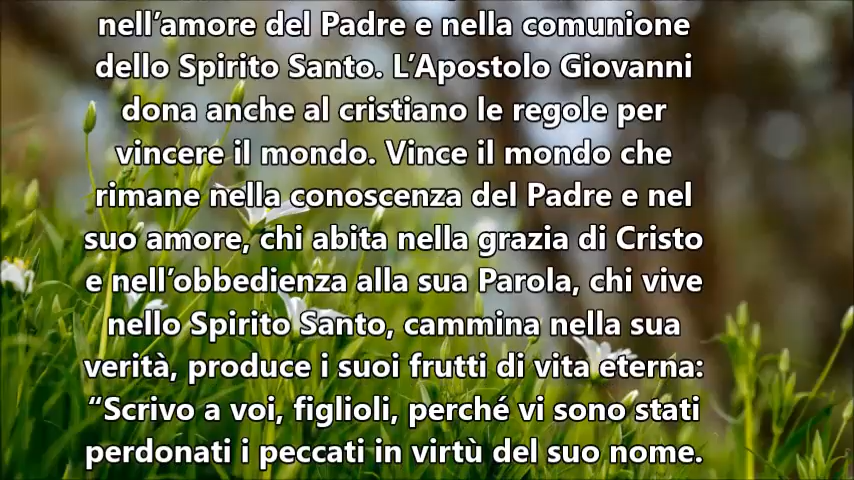 nell’amore del Padre e nella comunione
dello Spirito Santo. L’Apostolo Giovanni
dona anche al cristiano le regole per
vincere il mondo. Vince il mondo che
rimane nella conoscenza del Padre e nel
suo amore, chi abita nella grazia di Cristo
e nell’obbedienza alla sua Parola, chi vive
nello Spirito Santo, cammina nella sua
verità, produce i suoi frutti di vita eterna:
“Scrivo a voi, figlioli, perché vi sono stati
perdonati i peccati in virtù del suo nome.